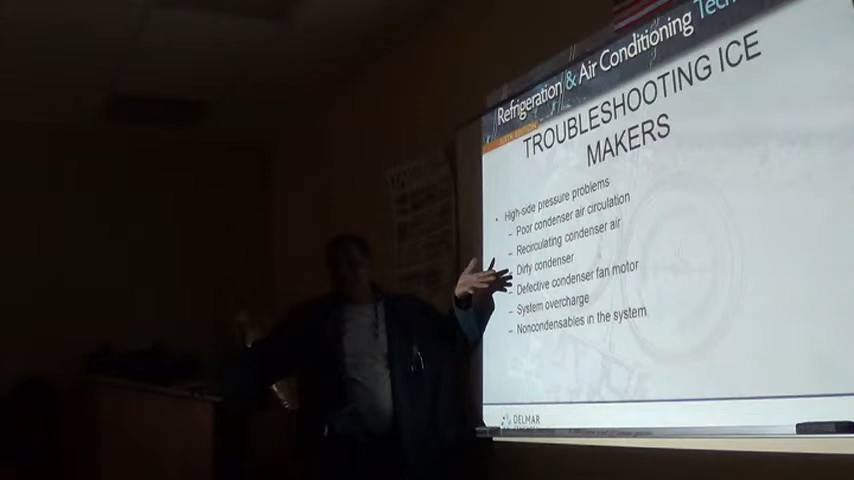 Refrigeration & Air Conditioning
TROUBLESHOOTING ICE
MAKERS
• High-side pressure problems
– Poor condenser air circulation
– Recirculating condenser air
– Dirty condenser
– Defective condenser fan motor
– System overcharge
– Noncondensables in the system
DELMAR